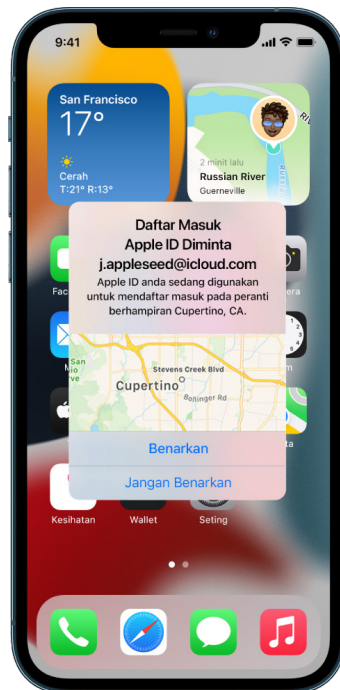 9:41
San Francisco
17°
Cerah
T:21° R:13°
2 minit lalu
Russian River
Guerneville
Daftar Masuk
Apple ID Diminta
j.appleseed@icloud.com
Apple ID anda sedang digunakan
untuk mendaftar masuk pada peranti
berhampiran Cupertino, CA.
Stevens Creek Blvd
Cupertino
Bollinger Rd
Benarkan
Jangan Benarkan
Kesihatan
Wallet
Seting